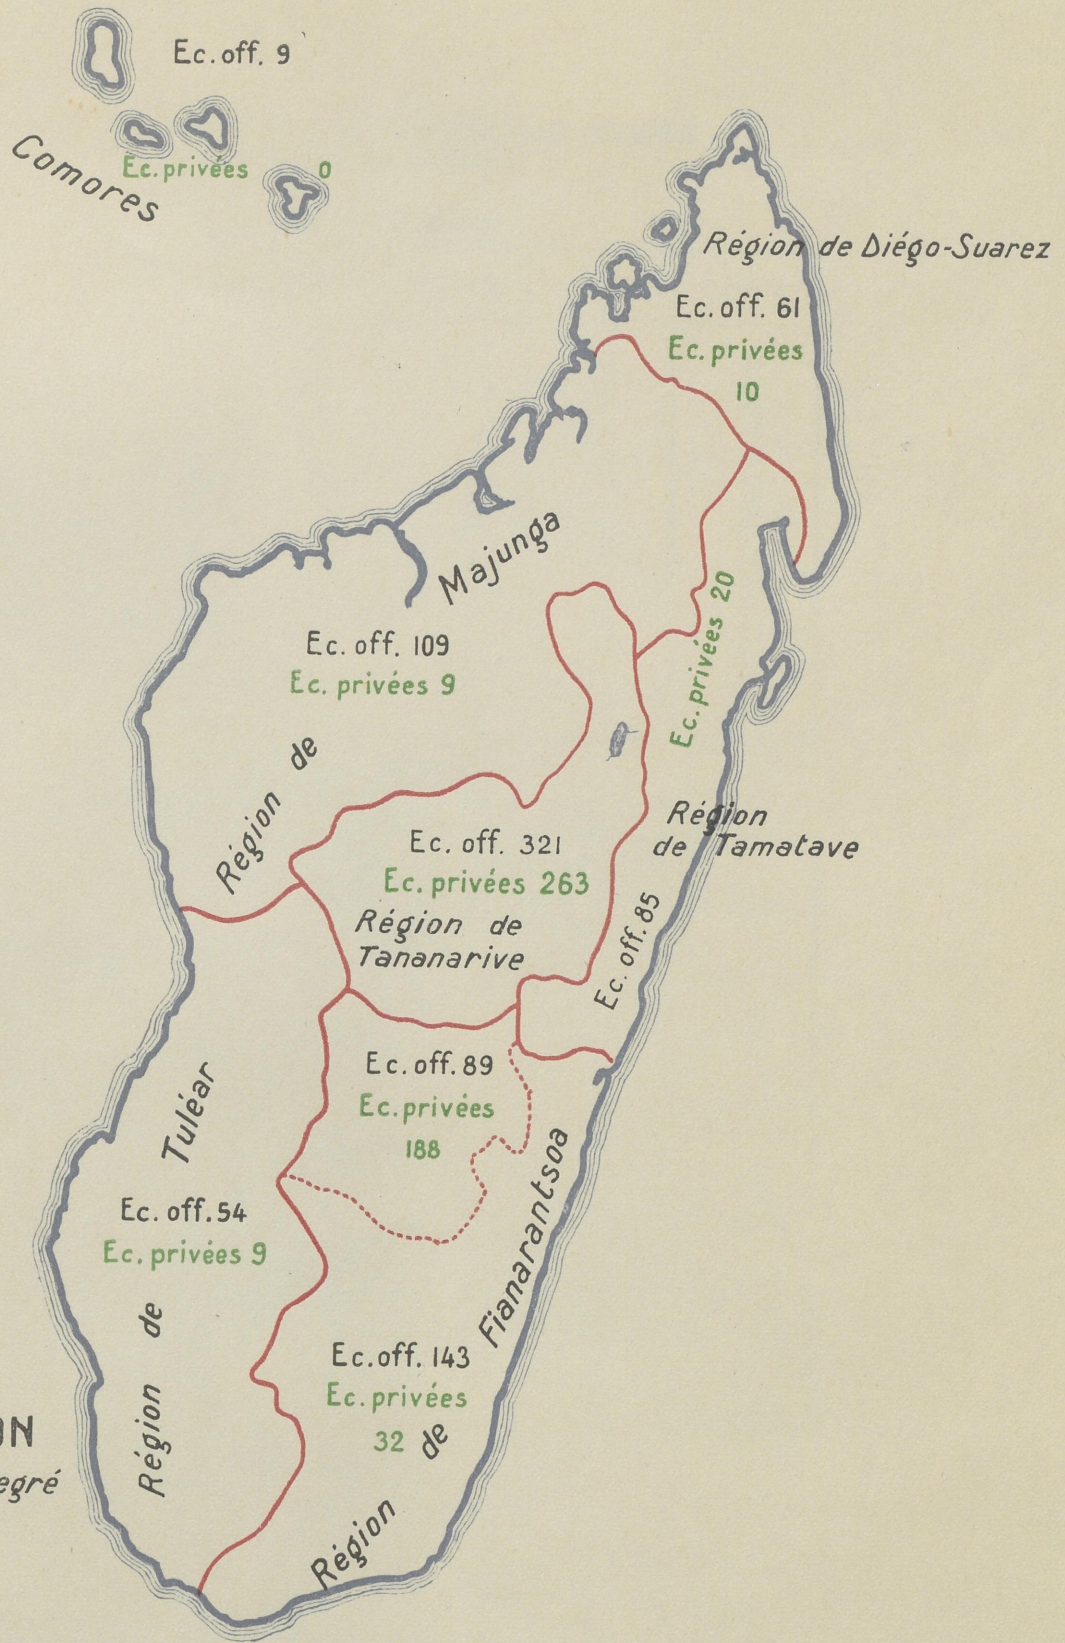 Ec. off. 9
Comores
Ec. privées 0
Région de Diégo-Suarez
Ec. off. 61
Ec. privées
10
Région de Majunga
Ec. off. 109
Ec. privées 9
Ec. privées 20
Région
de Tamatave
Ec. off. 85
Ec. off. 321
Ec. privées 263
Région de
Tananarive
Ec. off. 89
Ec. privées
188
Région de Tuléar
Ec. off. 54
Ec. privées 9
Région de Fianarantsoa
Ec. off. 143
Ec. privées
32
ON
egré